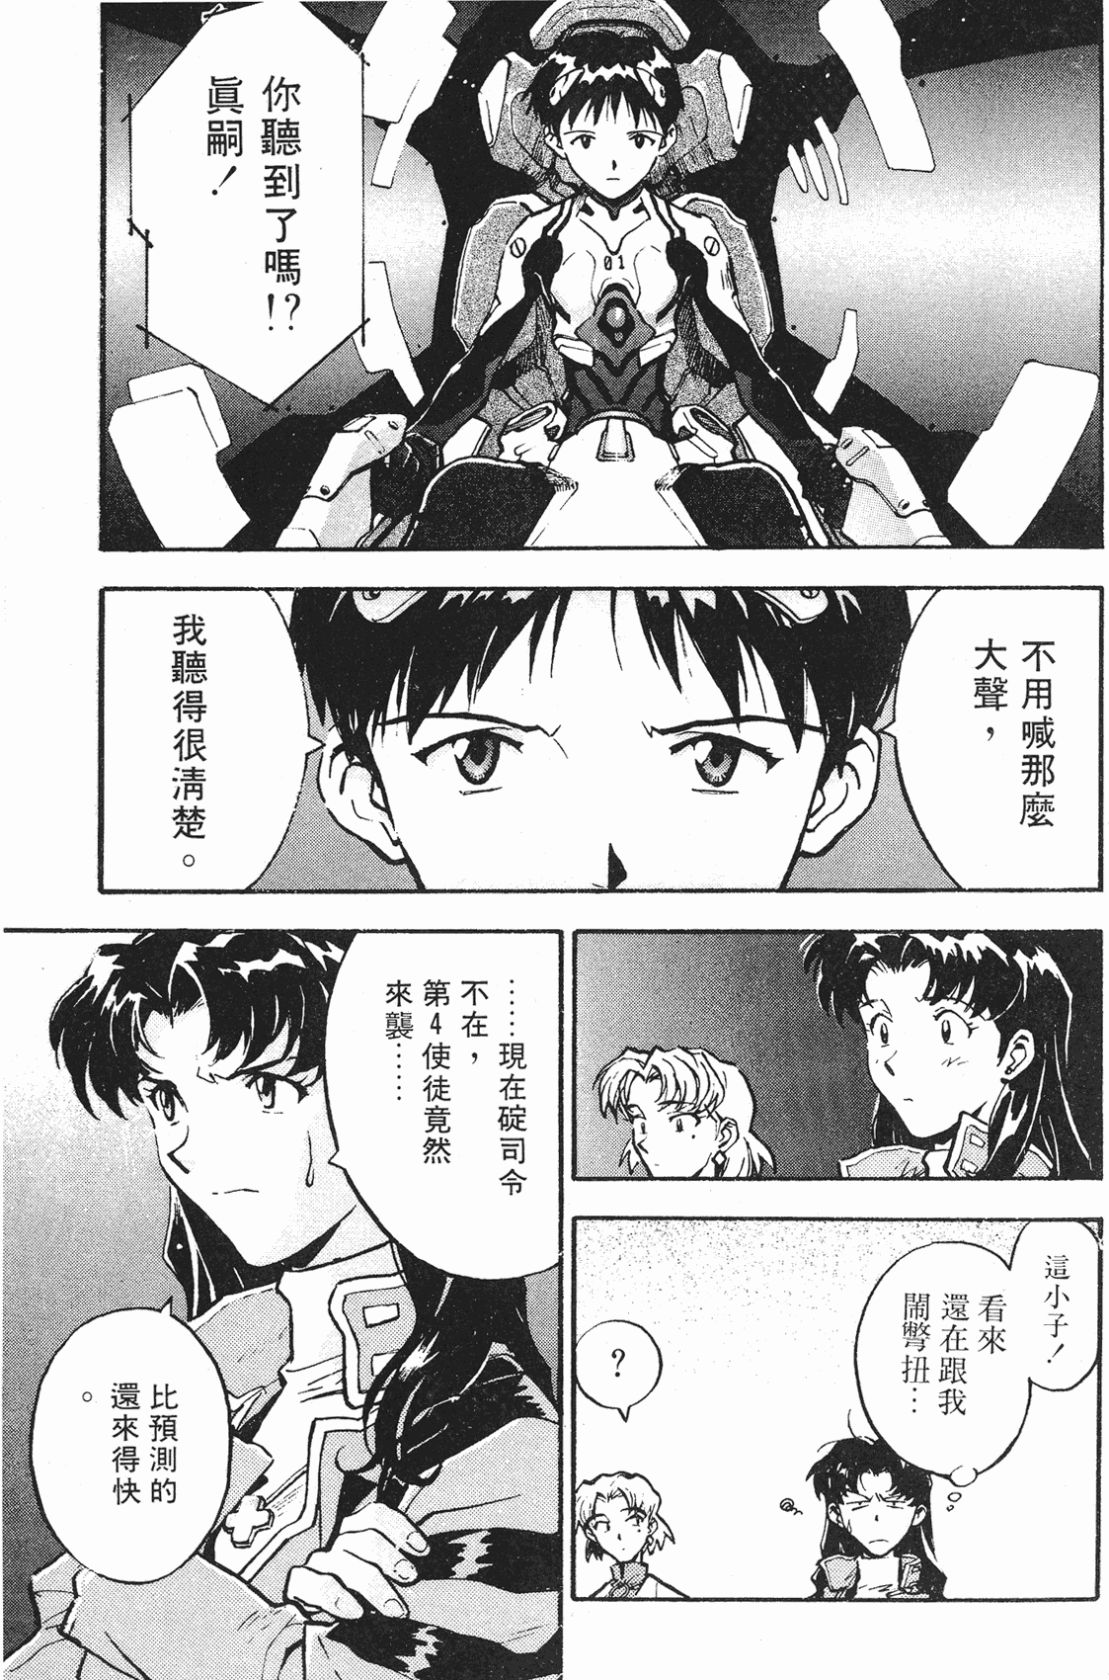 你聽到了嗎!?
眞嗣!
01
不用喊那麼
大聲，
我聽得很清楚。
這小子!
看來
還在跟我
鬧彆扭…
?
……現在碇司令
不在，
第4使徒竟然
來襲……
比預測的
還來得快
。